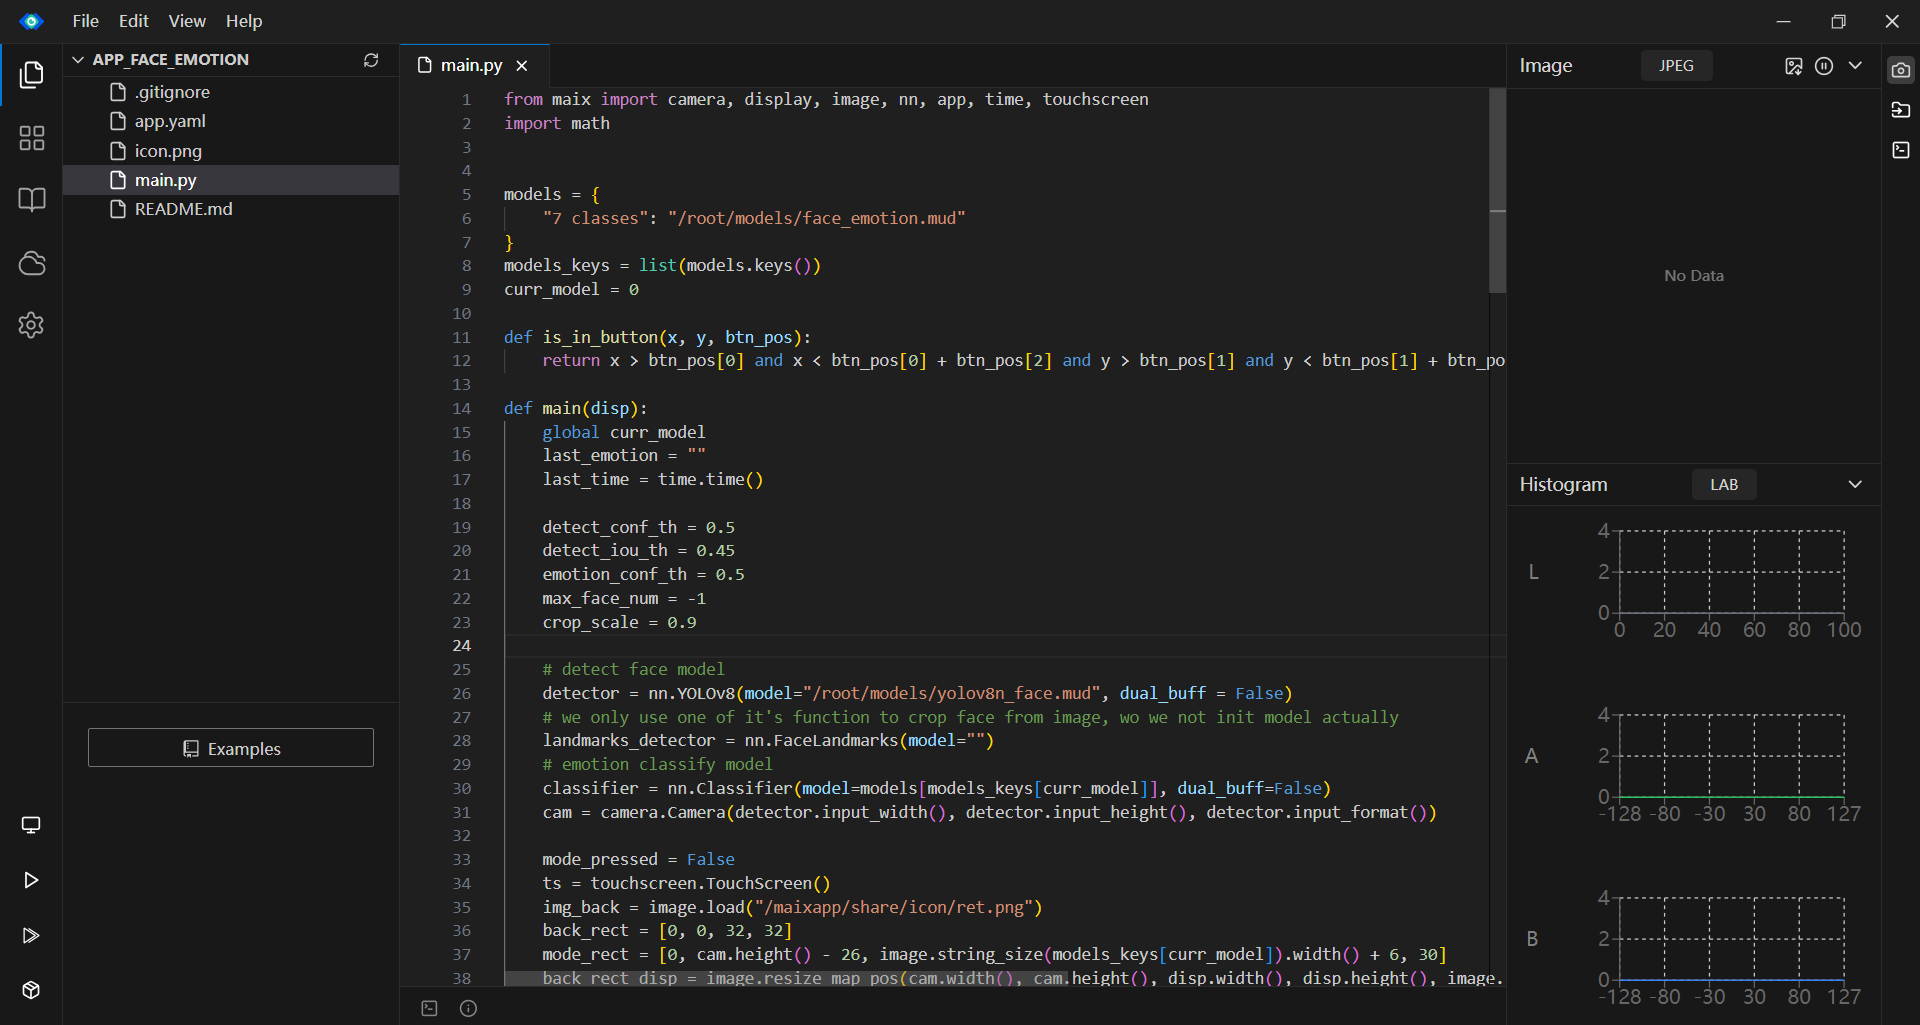 File Edit View Help
APP_FACE_EMOTION
.gitignore
app.yaml
icon.png
main.py
README.md
Examples
main.py
1 from maix import camera, display, image, nn, app, time, touchscreen
2 import math
3
4
5 models = {
6 "7 classes": "/root/models/face_emotion.mud"
7 }
8 models_keys = list(models.keys())
9 curr_model = 0
10
11 def is_in_button(x, y, btn_pos):
12 return x > btn_pos[0] and x < btn_pos[0] + btn_pos[2] and y > btn_pos[1] and y < btn_pos[1] + btn_po
13
14 def main(disp):
15 global curr_model
16 last_emotion = ""
17 last_time = time.time()
18
19 detect_conf_th = 0.5
20 detect_iou_th = 0.45
21 emotion_conf_th = 0.5
22 max_face_num = -1
23 crop_scale = 0.9
24
25 # detect face model
26 detector = nn.YOLOv8(model="/root/models/yolov8n_face.mud", dual_buff = False)
27 # we only use one of it's function to crop face from image, wo we not init model actually
28 landmarks_detector = nn.FaceLandmarks(model="")
29 # emotion classify model
30 classifier = nn.Classifier(model=models[models_keys[curr_model]], dual_buff=False)
31 cam = camera.Camera(detector.input_width(), detector.input_height(), detector.input_format())
32
33 mode_pressed = False
34 ts = touchscreen.TouchScreen()
35 img_back = image.load("/maixapp/share/icon/ret.png")
36 back_rect = [0, 0, 32, 32]
37 mode_rect = [0, cam.height() - 26, image.string_size(models_keys[curr_model]).width() + 6, 30]
38 back_rect_disp = image.resize_map_pos(cam.width(), cam.height(), disp.width(), disp.height(), image.
Image JPEG
No Data
Histogram LAB
L
4
2
0
0 20 40 60 80 100
A
4
2
0
-128 -80 -30 30 80 127
B
4
2
0
-128 -80 -30 30 80 127